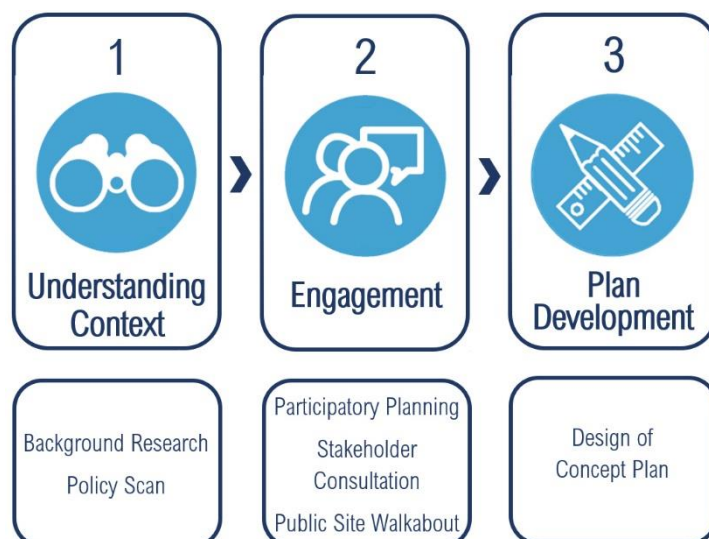 1
Understanding
Context
2
Engagement
3
Plan
Development
Background Research
Policy Scan
Participatory Planning
Stakeholder
Consultation
Public Site Walkabout
Design of
Concept Plan